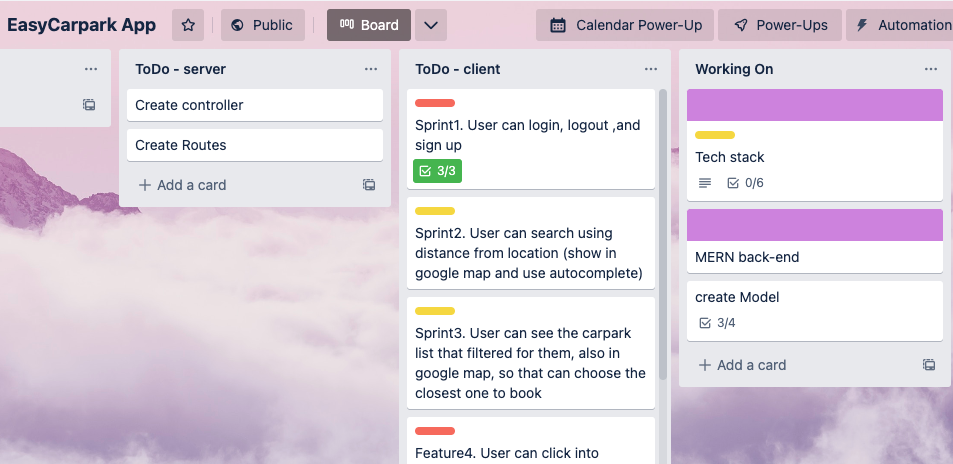 EasyCarpark App
Public
Board
Calendar Power-Up
Power-Ups
Automation
ToDo - server
Create controller
Create Routes
Add a card
ToDo - client
Sprint1. User can login, logout ,and
sign up
3/3
Sprint2. User can search using
distance from location (show in
google map and use autocomplete)
Sprint3. User can see the carpark
list that filtered for them, also in
google map, so that can choose the
closest one to book
Feature4. User can click into
Working On
Tech stack
0/6
MERN back-end
create Model
3/4
Add a card